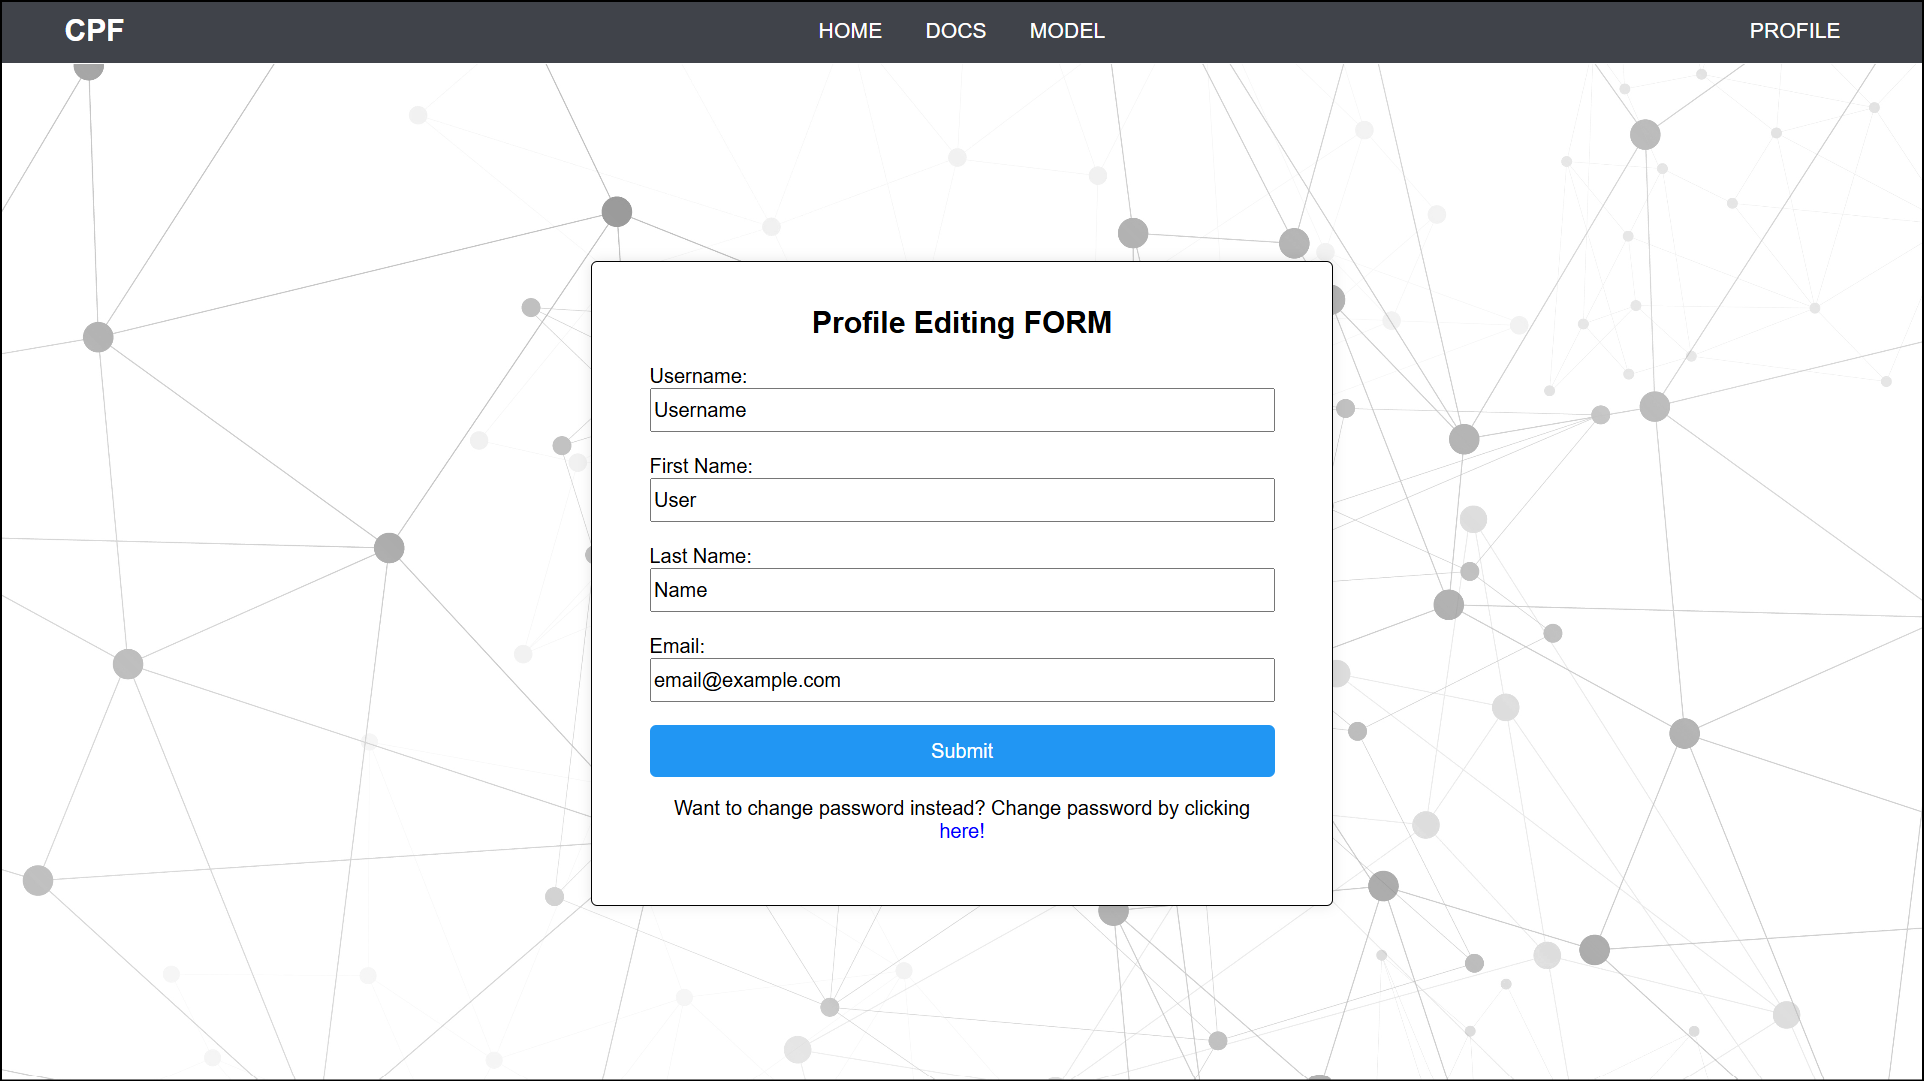 CPF HOME DOCS MODEL PROFILE
Profile Editing FORM
Username:
Username
First Name:
User
Last Name:
Name
Email:
email@example.com
Submit
Want to change password instead? Change password by clicking
here!